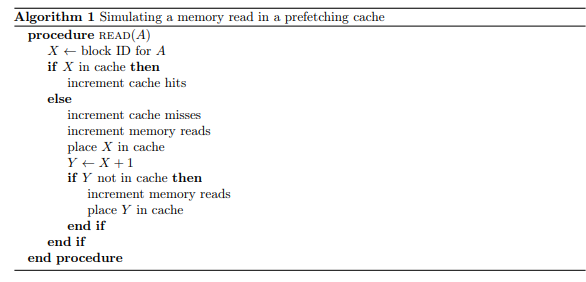 Algorithm 1 Simulating a memory read in a prefetching cache
procedure READ(A)
X ← block ID for A
if X in cache then
increment cache hits
else
increment cache misses
increment memory reads
place X in cache
Y ← X + 1
if Y not in cache then
increment memory reads
place Y in cache
end if
end if
end procedure